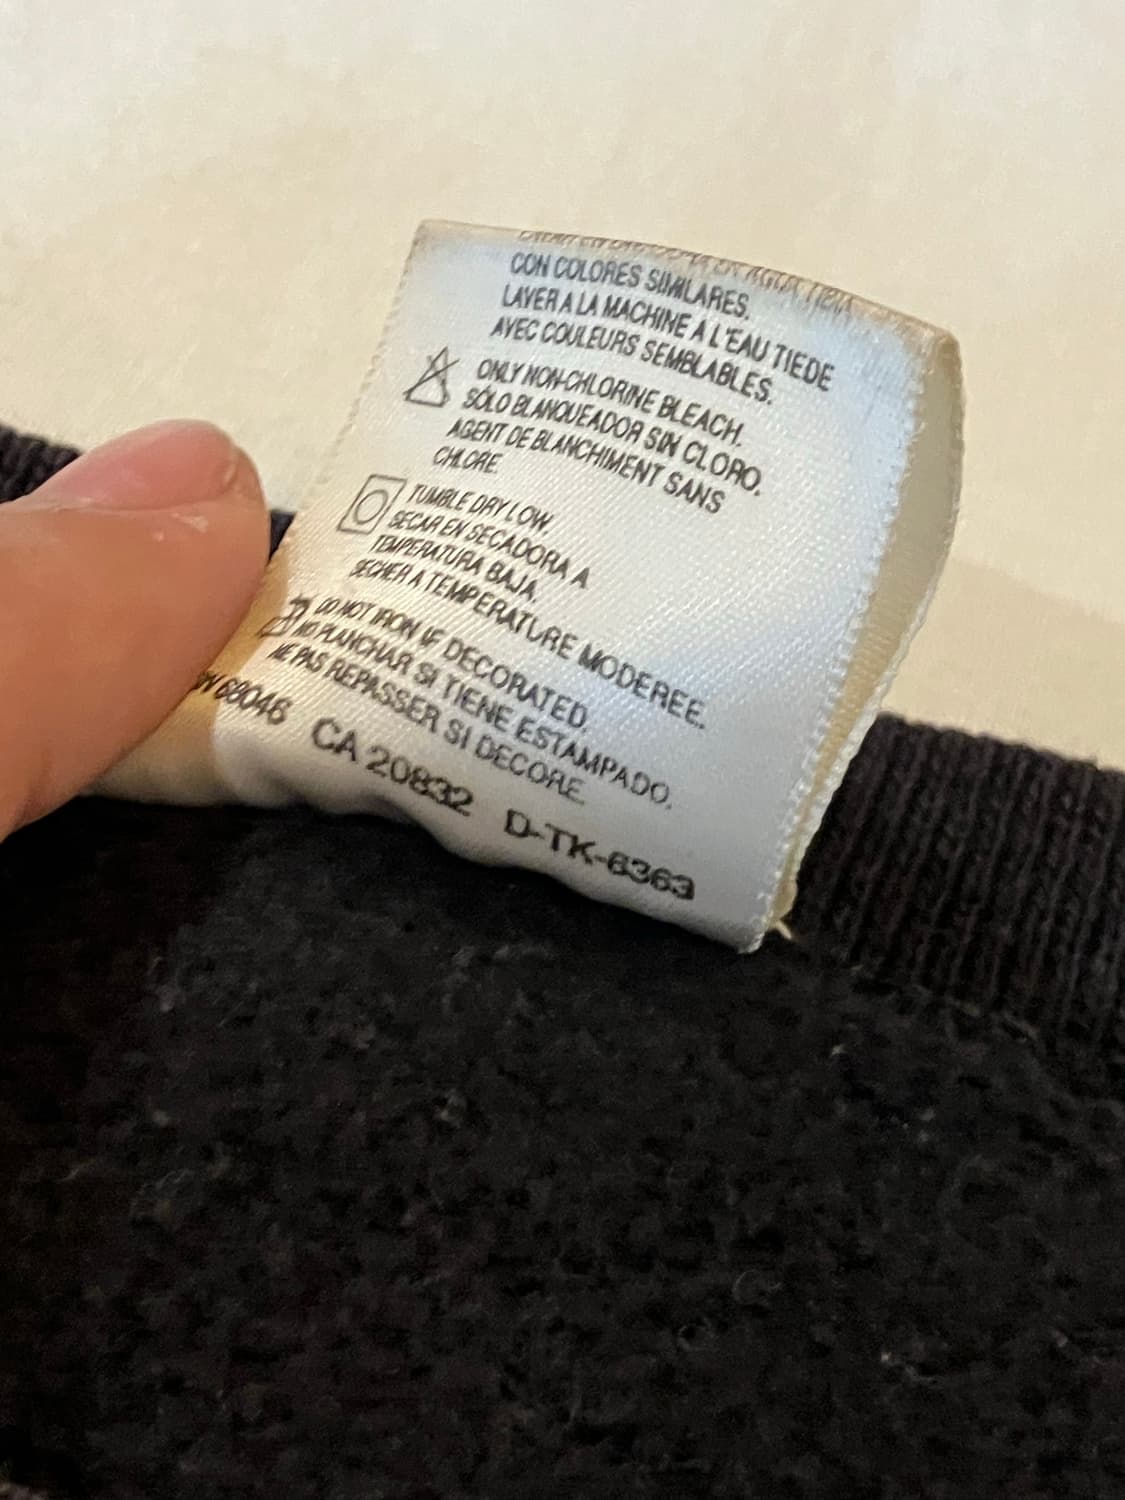 CON COLORES SIMILARES.
LAVER A LA MACHINE A L'EAU TIEDE
AVEC COULEURS SEMBLABLES.
ONLY NON-CHLORINE BLEACH.
SÓLO BLANQUEADOR SIN CLORO.
AGENT DE BLANCHIMENT SANS
CHLORE.
TUMBLE DRY LOW.
SECAR EN SECADORA A
TEMPERATURA BAJA.
SECHER A TEMPERATURE MODEREE.
DO NOT IRON IF DECORATED.
NO PLANCHAR SI TIENE ESTAMPADO.
NE PAS REPASSER SI DECORE.
68046 CA 20832 D-TK-6363